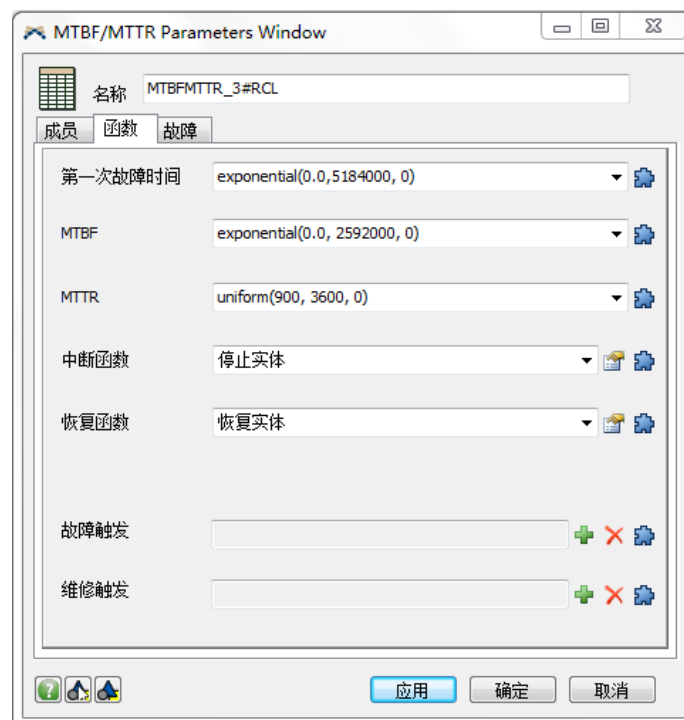 MTBF/MTTR Parameters Window
名称 MTBFMTTR_3#RCL
成员 函数 故障
第一次故障时间 exponential(0.0,5184000, 0)
MTBF exponential(0.0, 2592000, 0)
MTTR uniform(900, 3600, 0)
中断函数 停止实体
恢复函数 恢复实体
故障触发
维修触发
应用 确定 取消